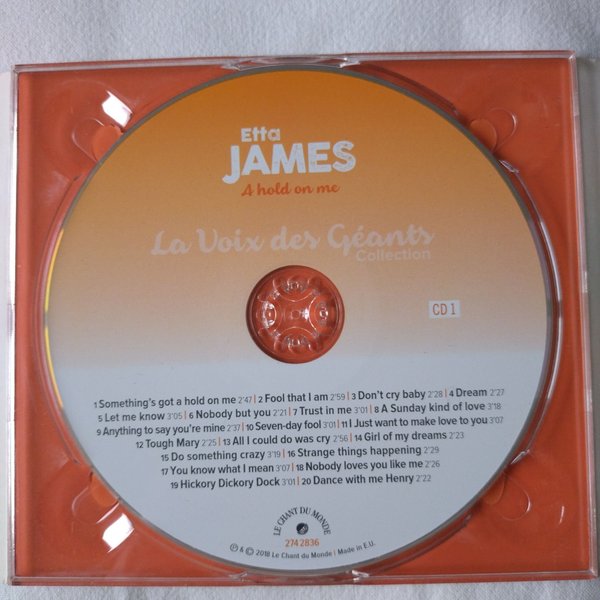 Etta
JAMES
A hold on me
La Voix des Géants
Collection
CD 1
1 Something's got a hold on me 2'47 | 2 Fool that I am 2'59 | 3 Don't cry baby 2'28 | 4 Dream 2'27
5 Let me know 3'05 | 6 Nobody but you 2'21 | 7 Trust in me 3'01 | 8 A Sunday kind of love 3'18
9 Anything to say you're mine 2'37 | 10 Seven-day fool 3'01 | 11 I Just want to make love to you 3'07
12 Tough Mary 2'25 | 13 All I could do was cry 2'56 | 14 Girl of my dreams 2'23
15 Do something crazy 3'19 | 16 Strange things happening 2'29
17 You know what I mean 3'07 | 18 Nobody loves you like me 2'26
19 Hickory Dickory Dock 3'01 | 20 Dance with me Henry 2'22
LE CHANT DU MONDE
274 2836
℗ & © 2018 Le Chant du Monde | Made in E.U.